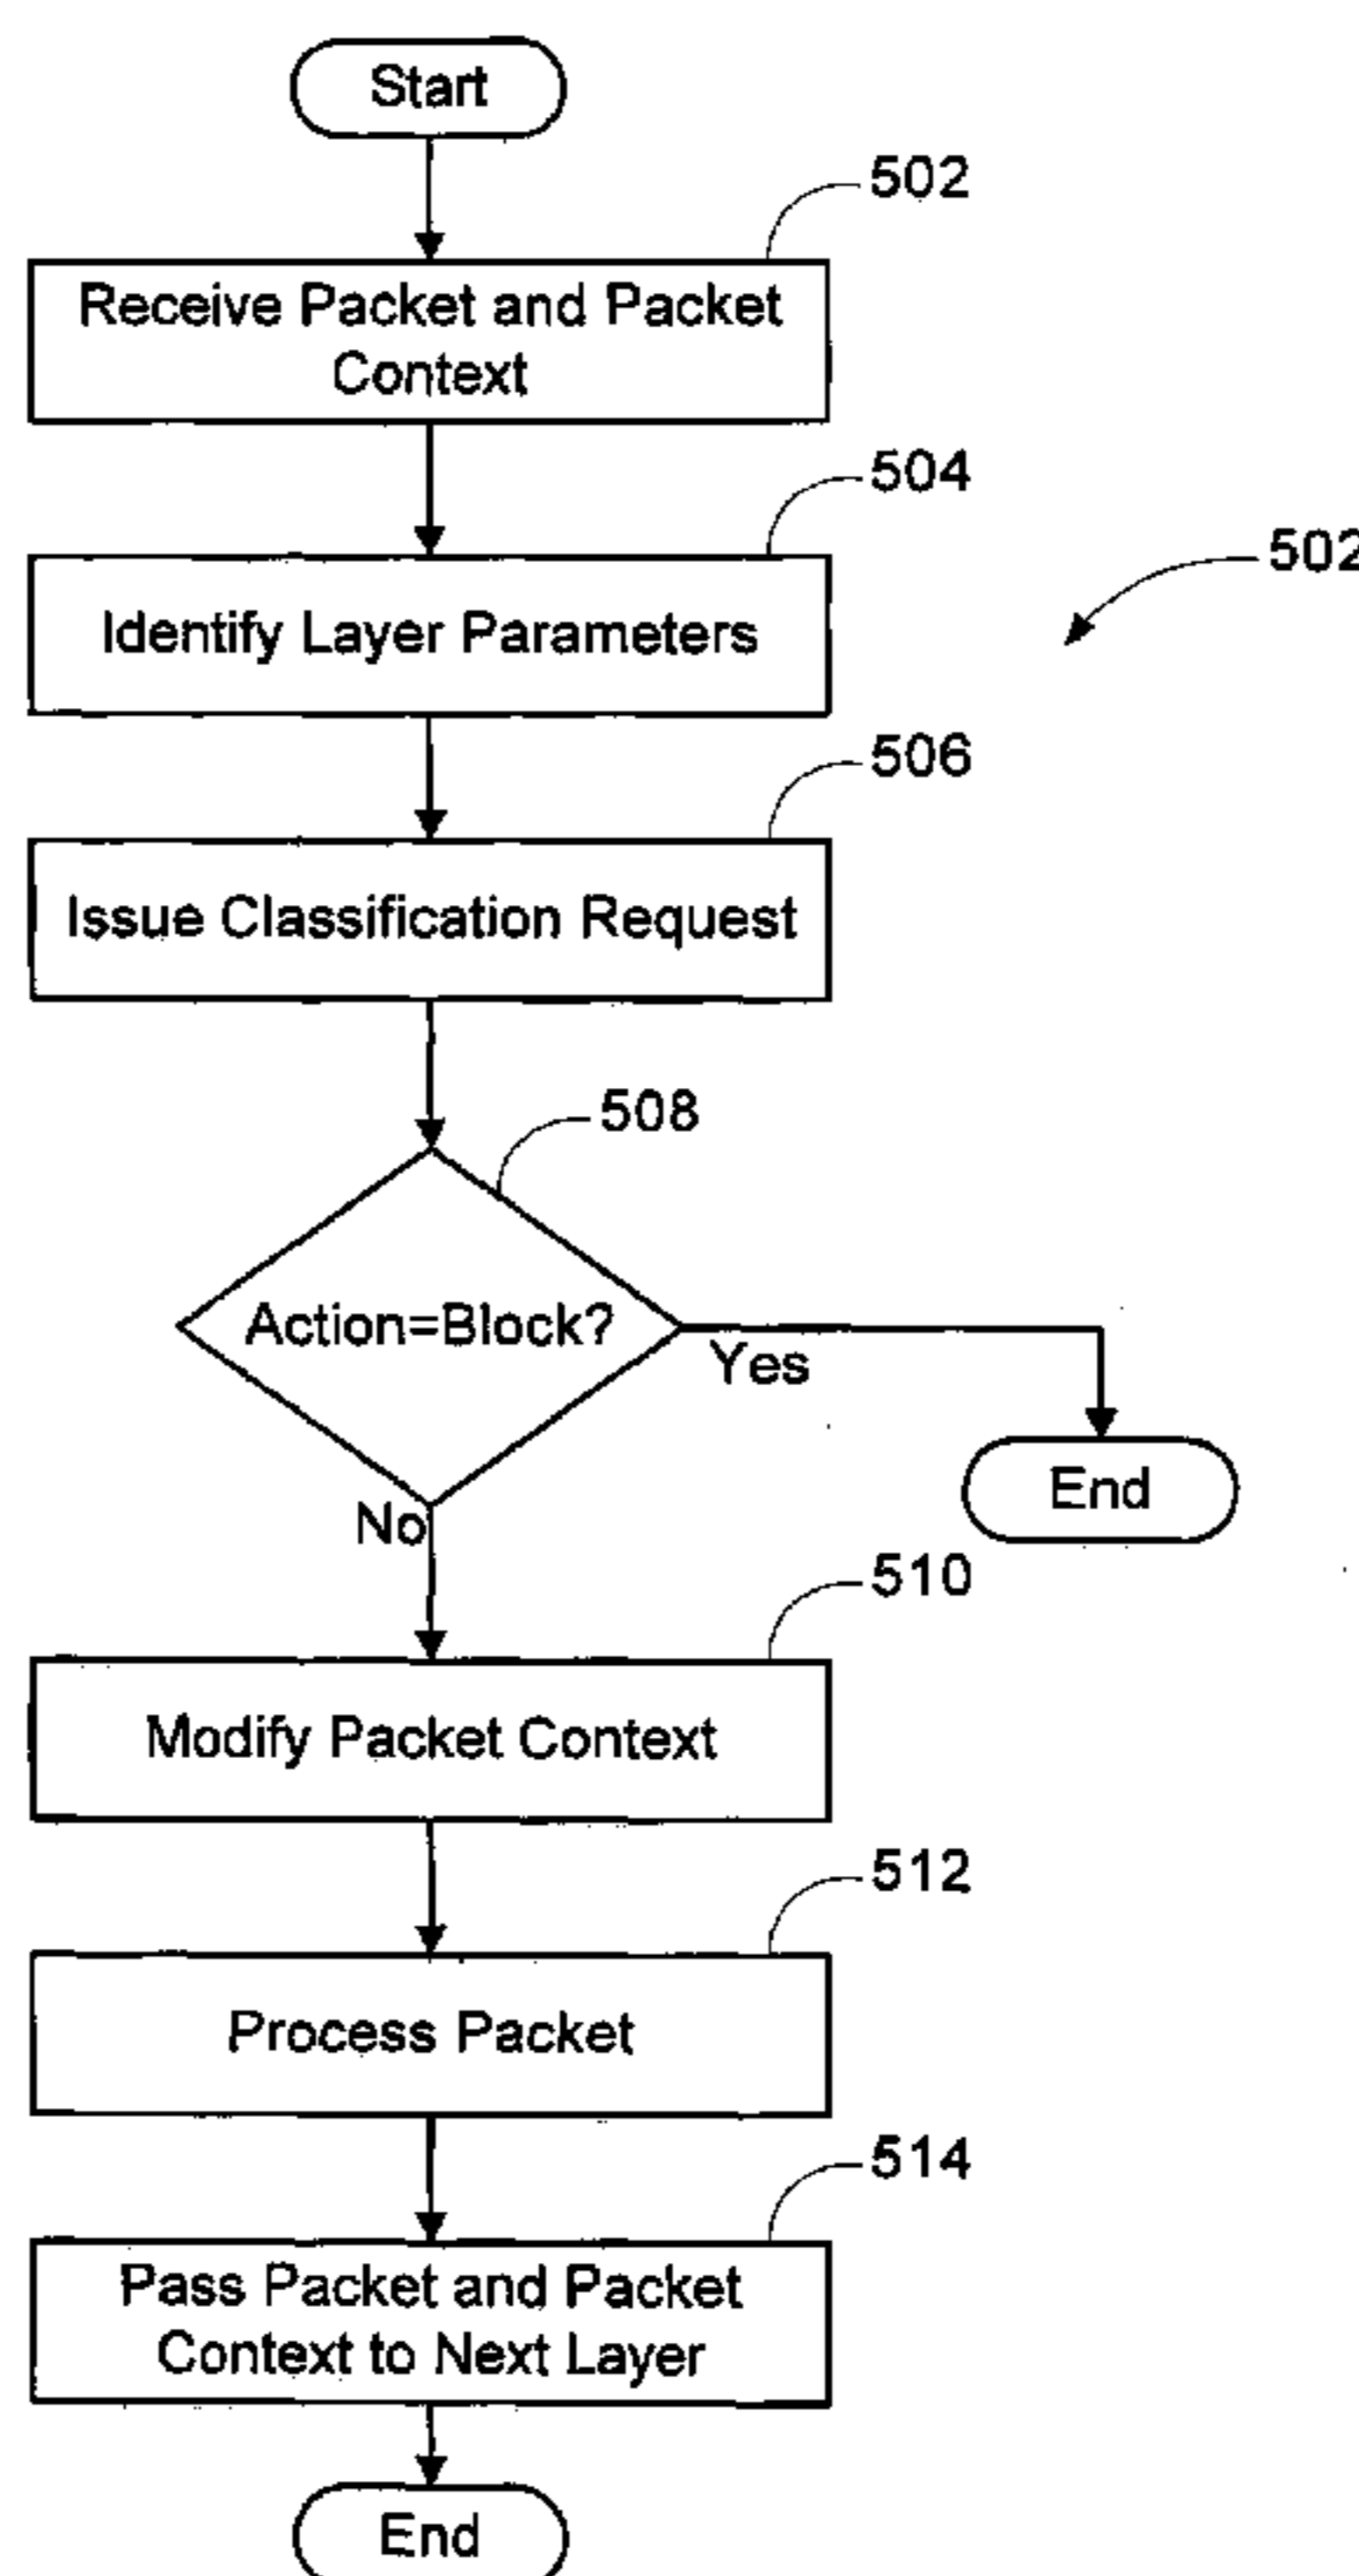 Start
502
Receive Packet and Packet
Context
504
Identify Layer Parameters
502
506
Issue Classification Request
508
Action=Block?
Yes
End
No
510
Modify Packet Context
512
Process Packet
514
Pass Packet and Packet
Context to Next Layer
End